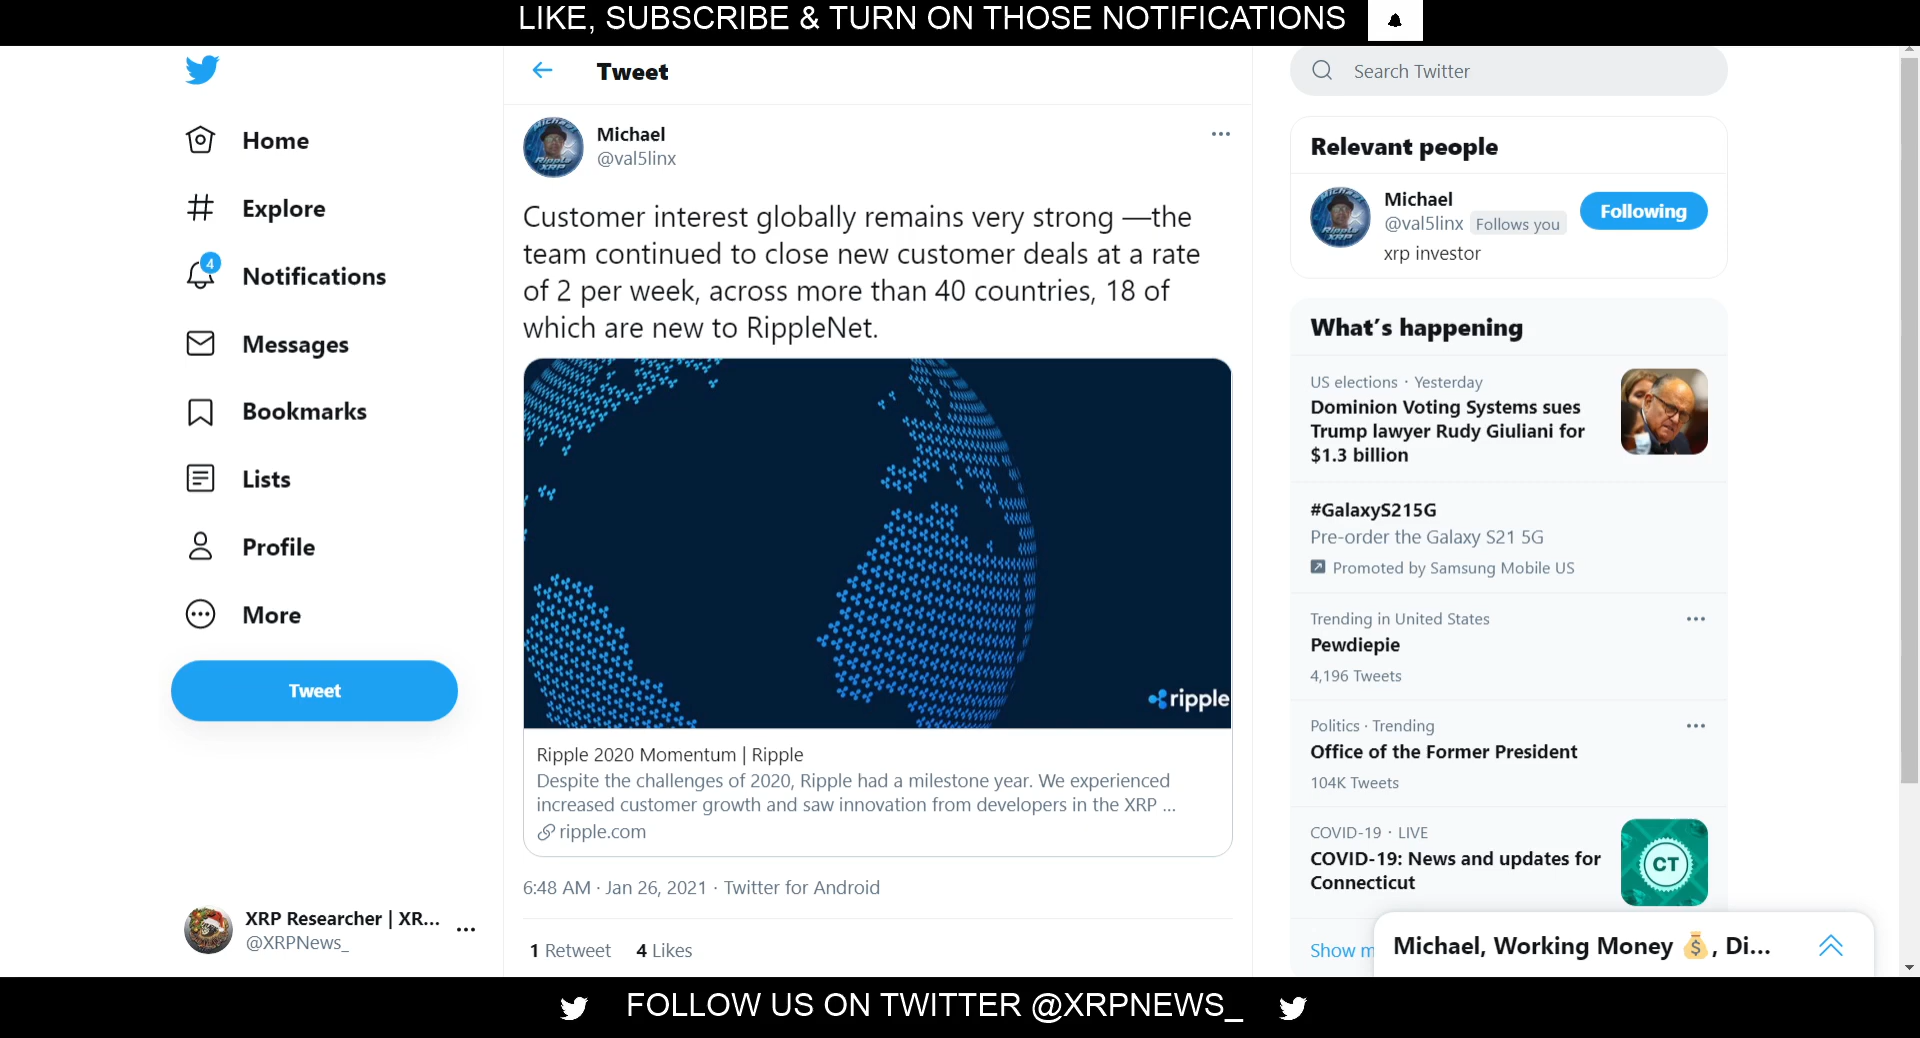 LIKE, SUBSCRIBE & TURN ON THOSE NOTIFICATIONS
Home
Explore
4
Notifications
Messages
Bookmarks
Lists
Profile
More
Tweet
XRP Researcher | XR...
@XRPNews_
Tweet
Michael
@val5linx
Customer interest globally remains very strong —the
team continued to close new customer deals at a rate
of 2 per week, across more than 40 countries, 18 of
which are new to RippleNet.
ripple
Ripple 2020 Momentum | Ripple
Despite the challenges of 2020, Ripple had a milestone year. We experienced
increased customer growth and saw innovation from developers in the XRP ...
ripple.com
6:48 AM · Jan 26, 2021 · Twitter for Android
1 Retweet 4 Likes
Search Twitter
Relevant people
Michael
@val5linx Follows you
Following
xrp investor
What's happening
US elections · Yesterday
Dominion Voting Systems sues
Trump lawyer Rudy Giuliani for
$1.3 billion
#GalaxyS215G
Pre-order the Galaxy S21 5G
Promoted by Samsung Mobile US
Trending in United States
Pewdiepie
4,196 Tweets
Politics · Trending
Office of the Former President
104K Tweets
COVID-19 · LIVE
COVID-19: News and updates for
Connecticut
CT
Show m
Michael, Working Money 💰, Di...
FOLLOW US ON TWITTER @XRPNEWS_